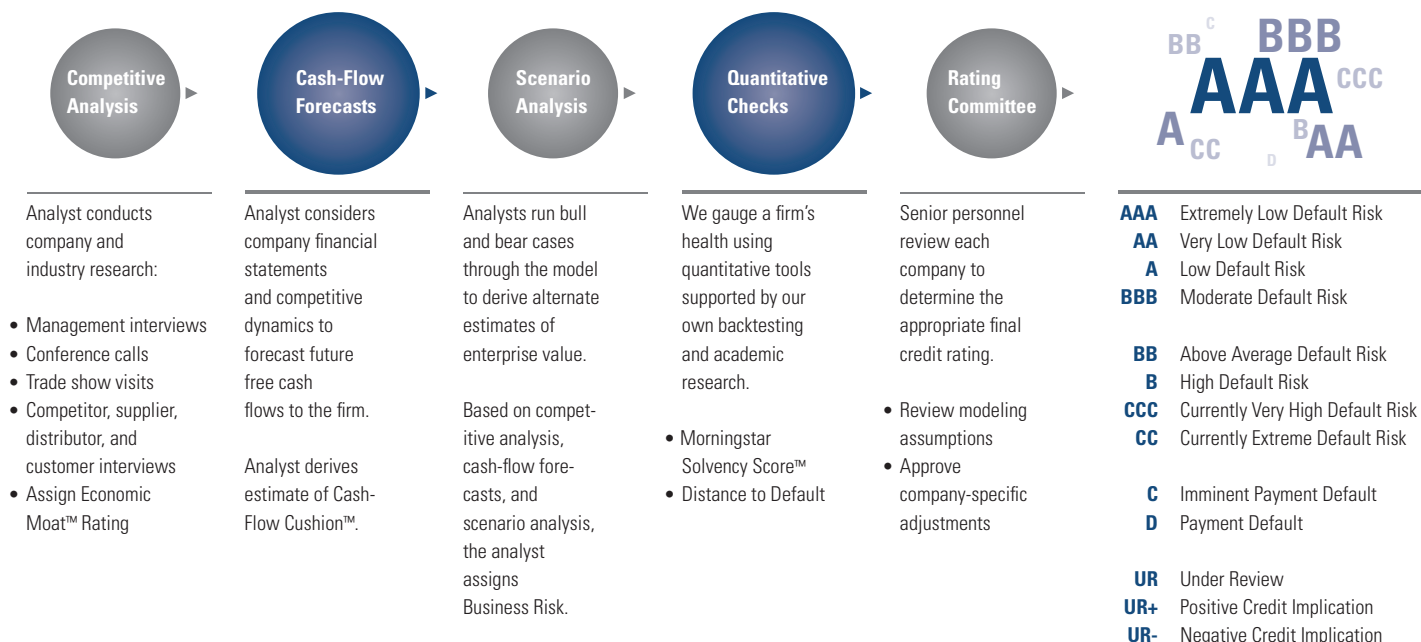 Competitive
Analysis
Cash-Flow
Forecasts
Scenario
Analysis
Quantitative
Checks
Rating
Committee
C
BB
BBB
AAA
CCC
A
CC
B
AA
D
Analyst conducts
company and
industry research:
• Management interviews
• Conference calls
• Trade show visits
• Competitor, supplier,
distributor, and
customer interviews
• Assign Economic
Moat™ Rating
Analyst considers
company financial
statements
and competitive
dynamics to
forecast future
free cash
flows to the firm.
Analyst derives
estimate of Cash-
Flow Cushion™.
Analysts run bull
and bear cases
through the model
to derive alternate
estimates of
enterprise value.
Based on compet-
itive analysis,
cash-flow fore-
casts, and
scenario analysis,
the analyst
assigns
Business Risk.
We gauge a firm's
health using
quantitative tools
supported by our
own backtesting
and academic
research.
• Morningstar
Solvency Score™
• Distance to Default
Senior personnel
review each
company to
determine the
appropriate final
credit rating.
• Review modeling
assumptions
• Approve
company-specific
adjustments
AAA Extremely Low Default Risk
AA Very Low Default Risk
A Low Default Risk
BBB Moderate Default Risk
BB Above Average Default Risk
B High Default Risk
CCC Currently Very High Default Risk
CC Currently Extreme Default Risk
C Imminent Payment Default
D Payment Default
UR Under Review
UR+ Positive Credit Implication
UR- Negative Credit Implication